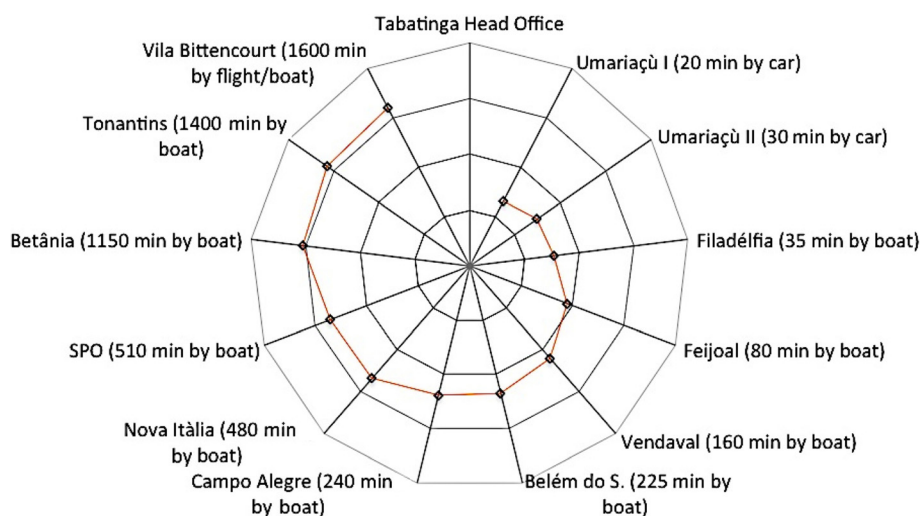 Tabatinga Head Office
Umariaçù I (20 min by car)
Umariaçù II (30 min by car)
Filadélfia (35 min by boat)
Feijoal (80 min by boat)
Vendaval (160 min by boat)
Belém do S. (225 min by
boat)
Campo Alegre (240 min
by boat)
Nova Itàlia (480 min
by boat)
SPO (510 min by boat)
Betânia (1150 min by boat)
Tonantins (1400 min by
boat)
Vila Bittencourt (1600 min
by flight/boat)